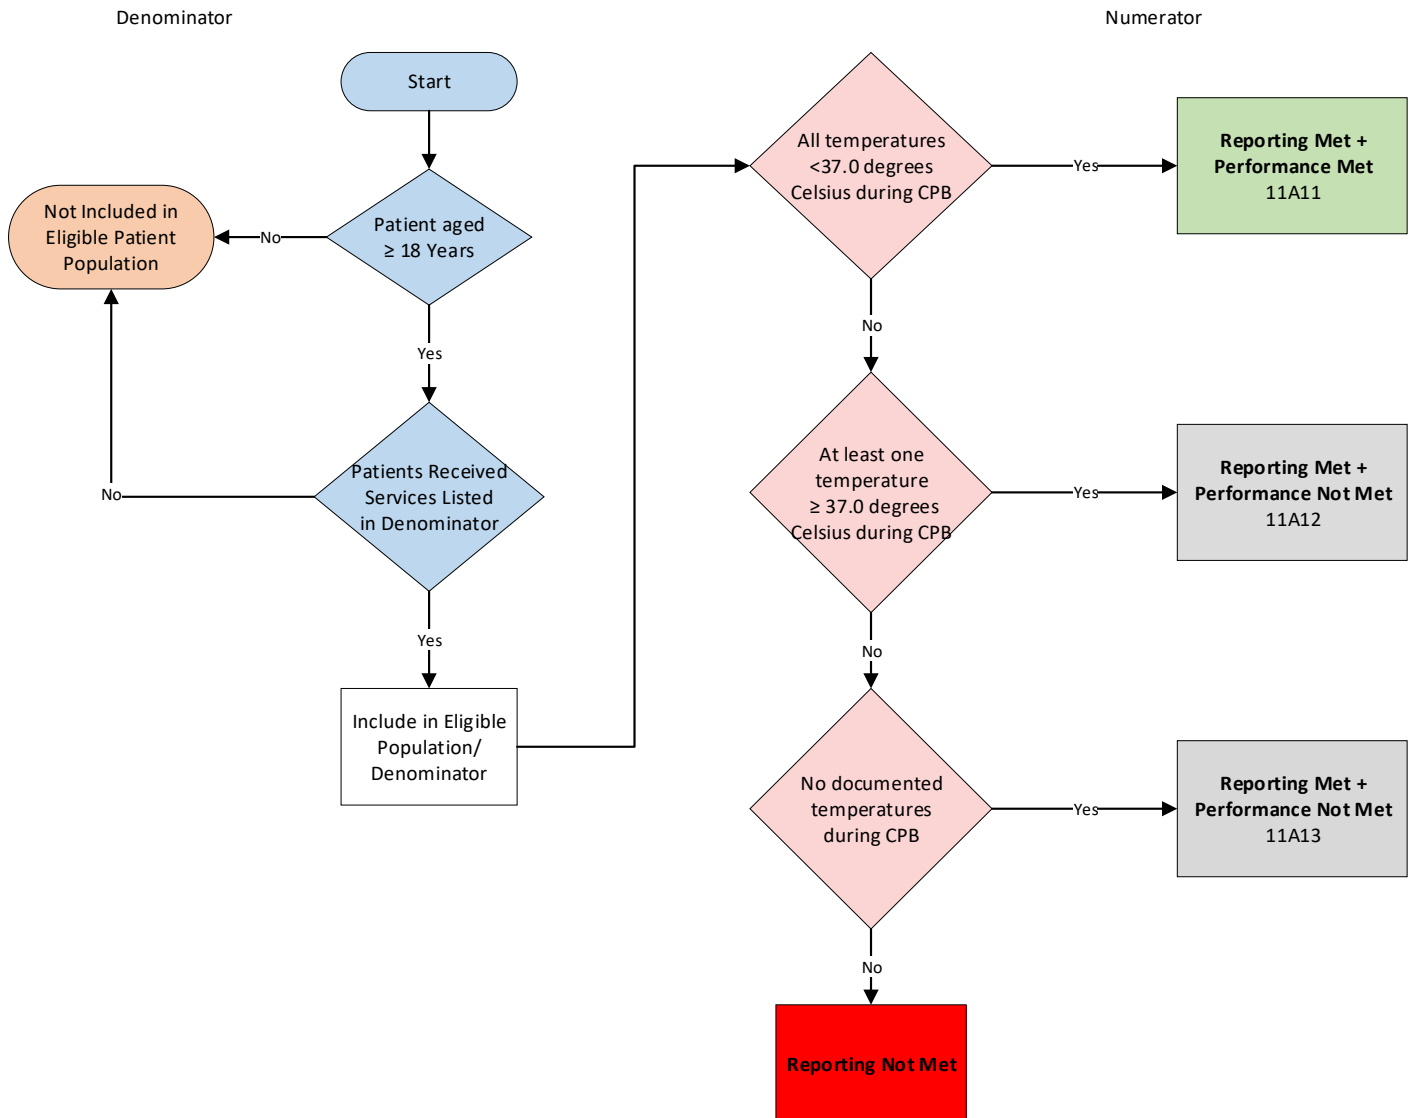 Denominator
Numerator
Start
Patient aged
≥ 18 Years
No
Not Included in
Eligible Patient
Population
Yes
Patients Received
Services Listed
in Denominator
No
Yes
Include in Eligible
Population/
Denominator
All temperatures
<37.0 degrees
Celsius during CPB
Yes
Reporting Met +
Performance Met
11A11
No
At least one
temperature
≥ 37.0 degrees
Celsius during CPB
Yes
Reporting Met +
Performance Not Met
11A12
No
No documented
temperatures
during CPB
Yes
Reporting Met +
Performance Not Met
11A13
No
Reporting Not Met